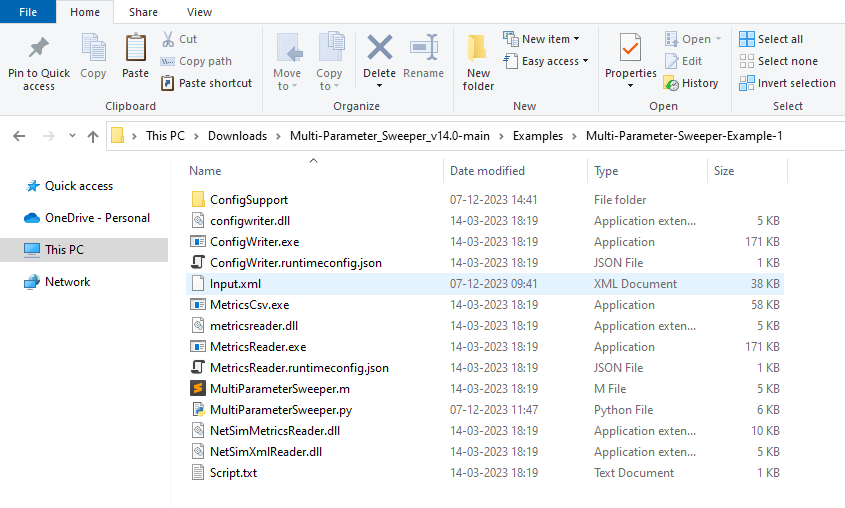 File Home Share View
Pin to Quick access
Copy
Paste
Cut
Copy path
Paste shortcut
Clipboard
Move to
Copy to
Delete
Rename
Organize
New folder
New item
Easy access
New
Properties
Open
Edit
History
Open
Select all
Select none
Invert selection
Select
This PC > Downloads > Multi-Parameter_Sweeper_v14.0-main > Examples > Multi-Parameter-Sweeper-Example-1
Quick access
OneDrive - Personal
This PC
Network
Name Date modified Type Size
ConfigSupport 07-12-2023 14:41 File folder
configwriter.dll 14-03-2023 18:19 Application exten... 5 KB
ConfigWriter.exe 14-03-2023 18:19 Application 171 KB
ConfigWriter.runtimeconfig.json 14-03-2023 18:19 JSON File 1 KB
Input.xml 07-12-2023 09:41 XML Document 38 KB
MetricsCsv.exe 14-03-2023 18:19 Application 58 KB
metricsreader.dll 14-03-2023 18:19 Application exten... 5 KB
MetricsReader.exe 14-03-2023 18:19 Application 171 KB
MetricsReader.runtimeconfig.json 14-03-2023 18:19 JSON File 1 KB
MultiParameterSweeper.m 14-03-2023 18:19 M File 8 KB
MultiParameterSweeper.py 07-12-2023 11:47 Python File 6 KB
NetSimMetricsReader.dll 14-03-2023 18:19 Application exten... 10 KB
NetSimXmlReader.dll 14-03-2023 18:19 Application exten... 5 KB
Script.txt 14-03-2023 18:19 Text Document 1 KB